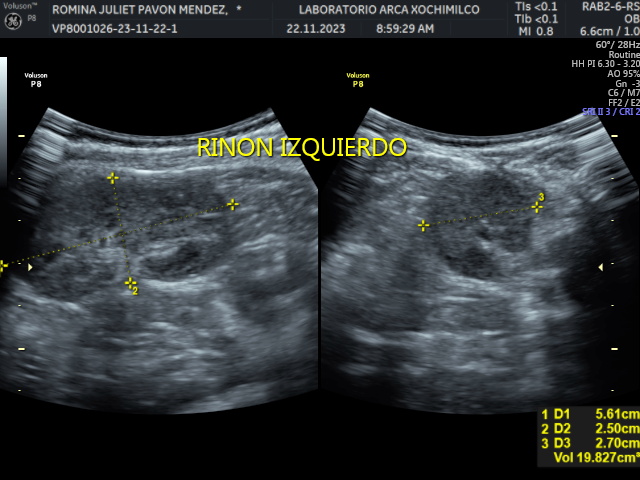 Voluson™
P8
ROMINA JULIET PAVON MENDEZ, *
LABORATORIO ARCA XOCHIMILCO
VP8001026-23-11-22-1
22.11.2023
8:59:29 AM
TIs <0.1
TIb <0.1
MI 0.8
RAB2-6-RS
OB
6.6cm / 1.0
60°/ 28Hz
Routine
HH PI 6.30 - 3.20
AO 95%
Gn -3
C6 / M7
FF2 / E2
SRI II 3 / CRI 2
Voluson
P8
Voluson
P8
RINON IZQUIERDO
2
3
1 D1 5.61cm
2 D2 2.50cm
3 D3 2.70cm
Vol 19.827cm³